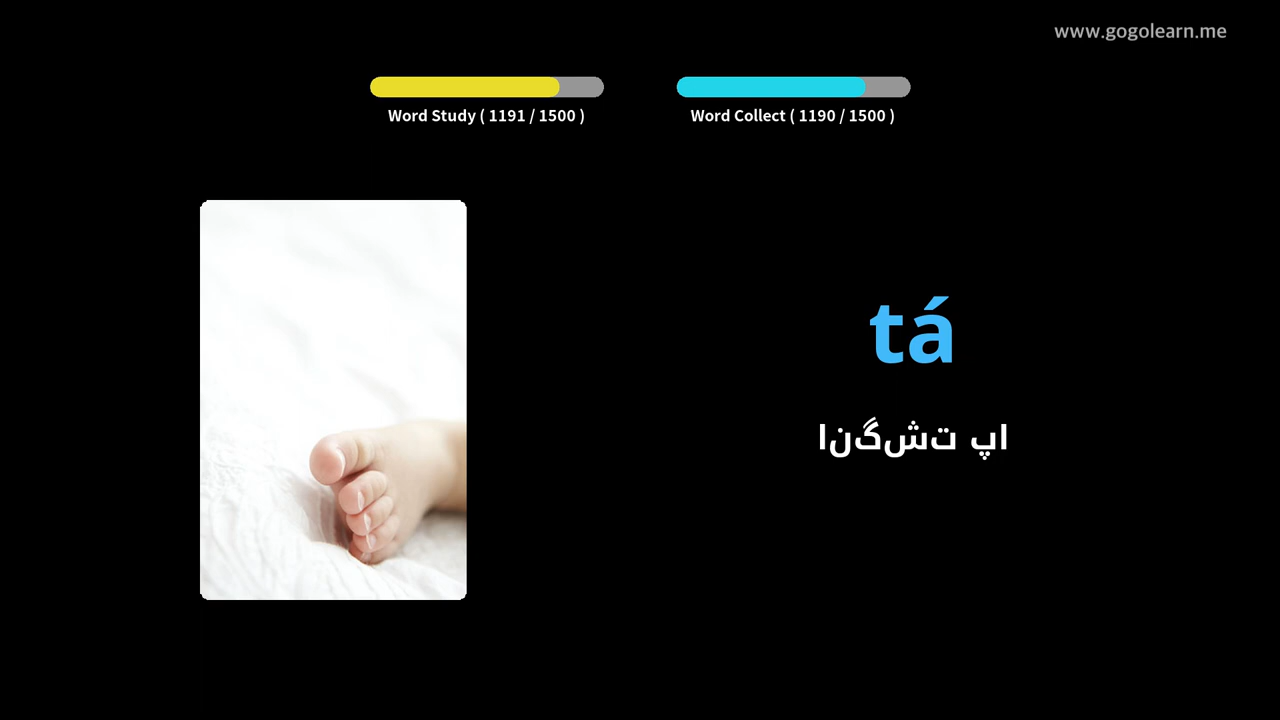 www.gogolearn.me
Word Study ( 1191 / 1500 )
Word Collect ( 1190 / 1500 )
tá
انگشت پا